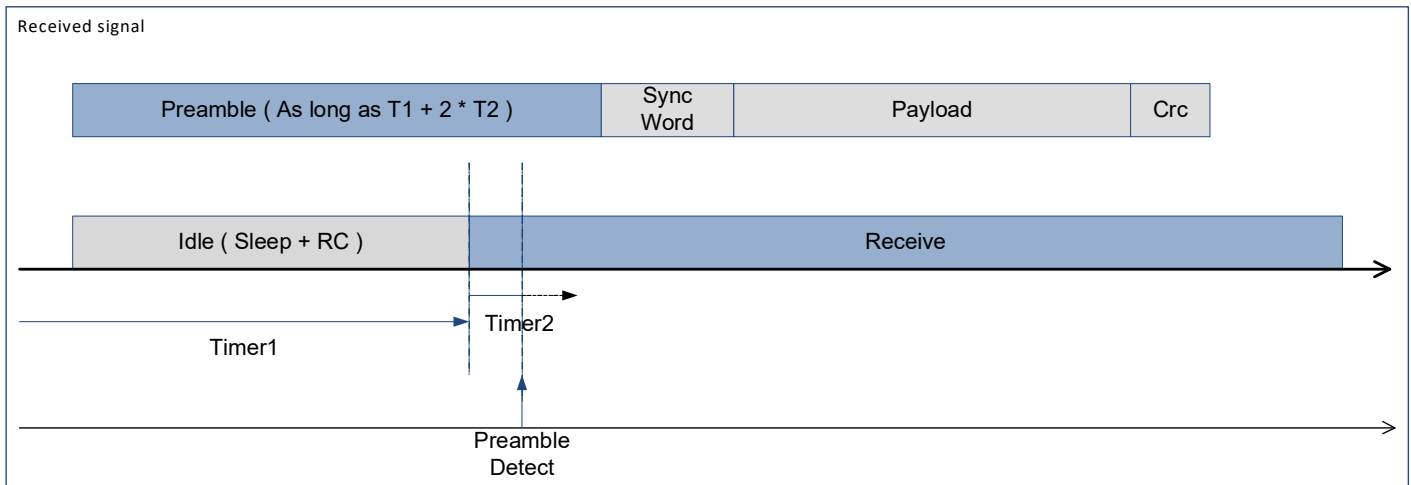 Received signal
Preamble ( As long as T1 + 2 * T2 )
Sync
Word
Payload
Crc
Idle ( Sleep + RC )
Receive
Timer2
Timer1
Preamble
Detect